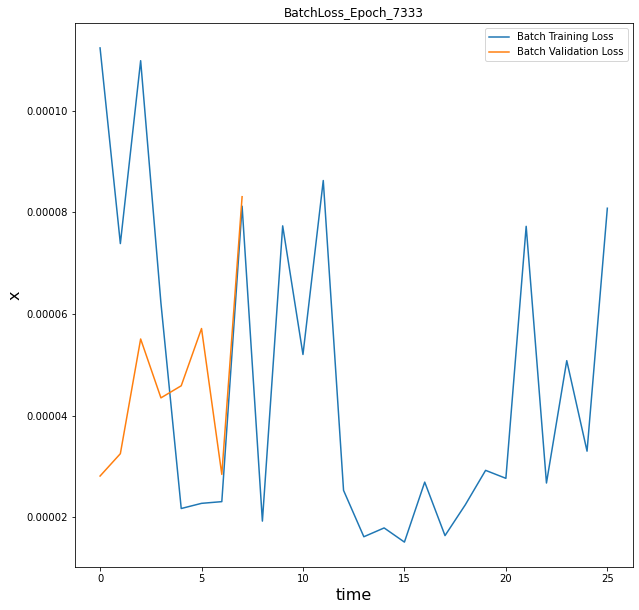 BatchLoss_Epoch_7333
Batch Training Loss
Batch Validation Loss
0.00010
0.00008
0.00006
0.00004
0.00002
x
0 5 10 15 20 25
time